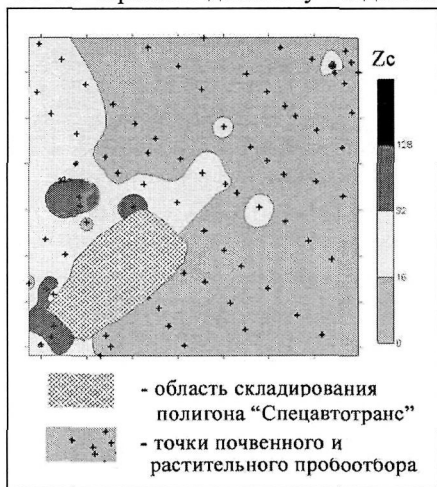 Zc
128
32
16
0
- область складирования
полигона “Спецавтотранс”
- точки почвенного и
растительного пробоотбора